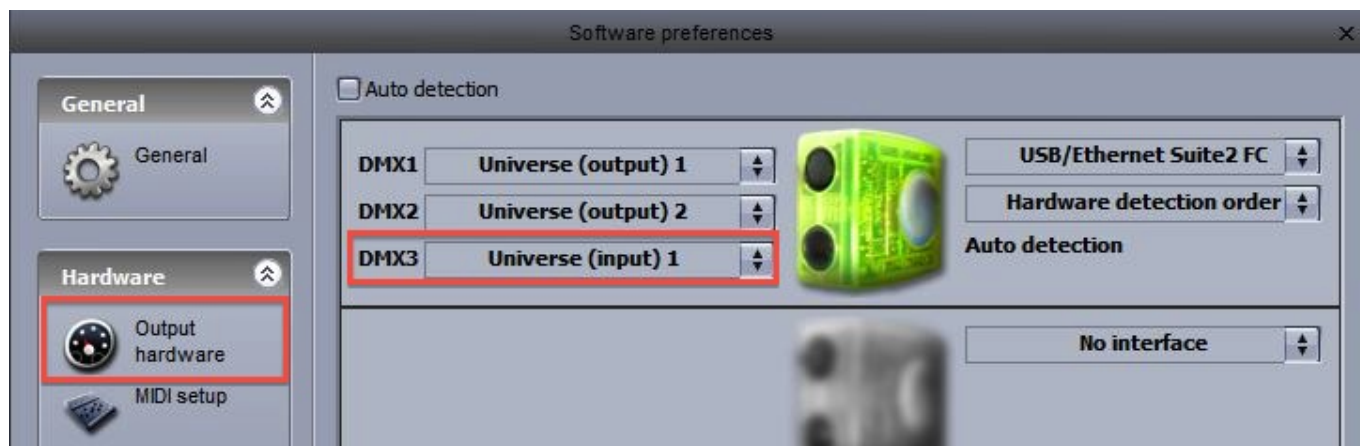 Software preferences
General
General
Hardware
Output
hardware
MIDI setup
Auto detection
DMX1 Universe (output) 1
DMX2 Universe (output) 2
DMX3 Universe (input) 1
USB/Ethernet Suite2 FC
Hardware detection order
Auto detection
No interface